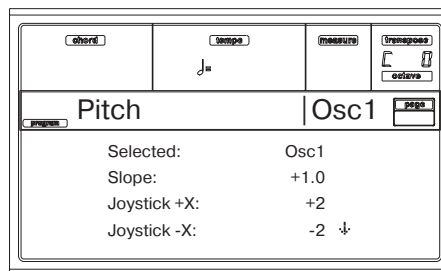 chord tempo measure transpose
♩= C 0
octave
Pitch Osc1 page
program
Selected: Osc1
Slope: +1.0
Joystick +X: +2
Joystick -X: -2